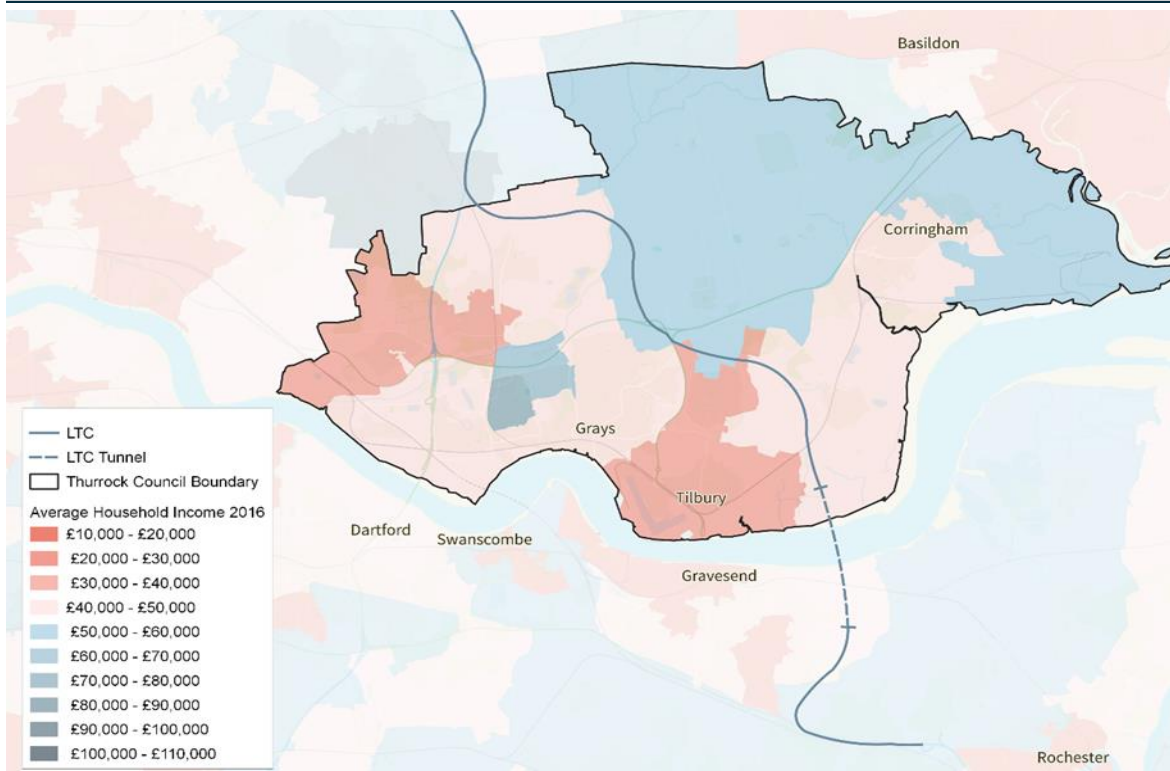 Basildon
Corringham
Grays
Tilbury
Dartford
Swanscombe
Gravesend
Rochester
LTC
LTC Tunnel
Thurrock Council Boundary
Average Household Income 2016
£10,000 - £20,000
£20,000 - £30,000
£30,000 - £40,000
£40,000 - £50,000
£50,000 - £60,000
£60,000 - £70,000
£70,000 - £80,000
£80,000 - £90,000
£90,000 - £100,000
£100,000 - £110,000